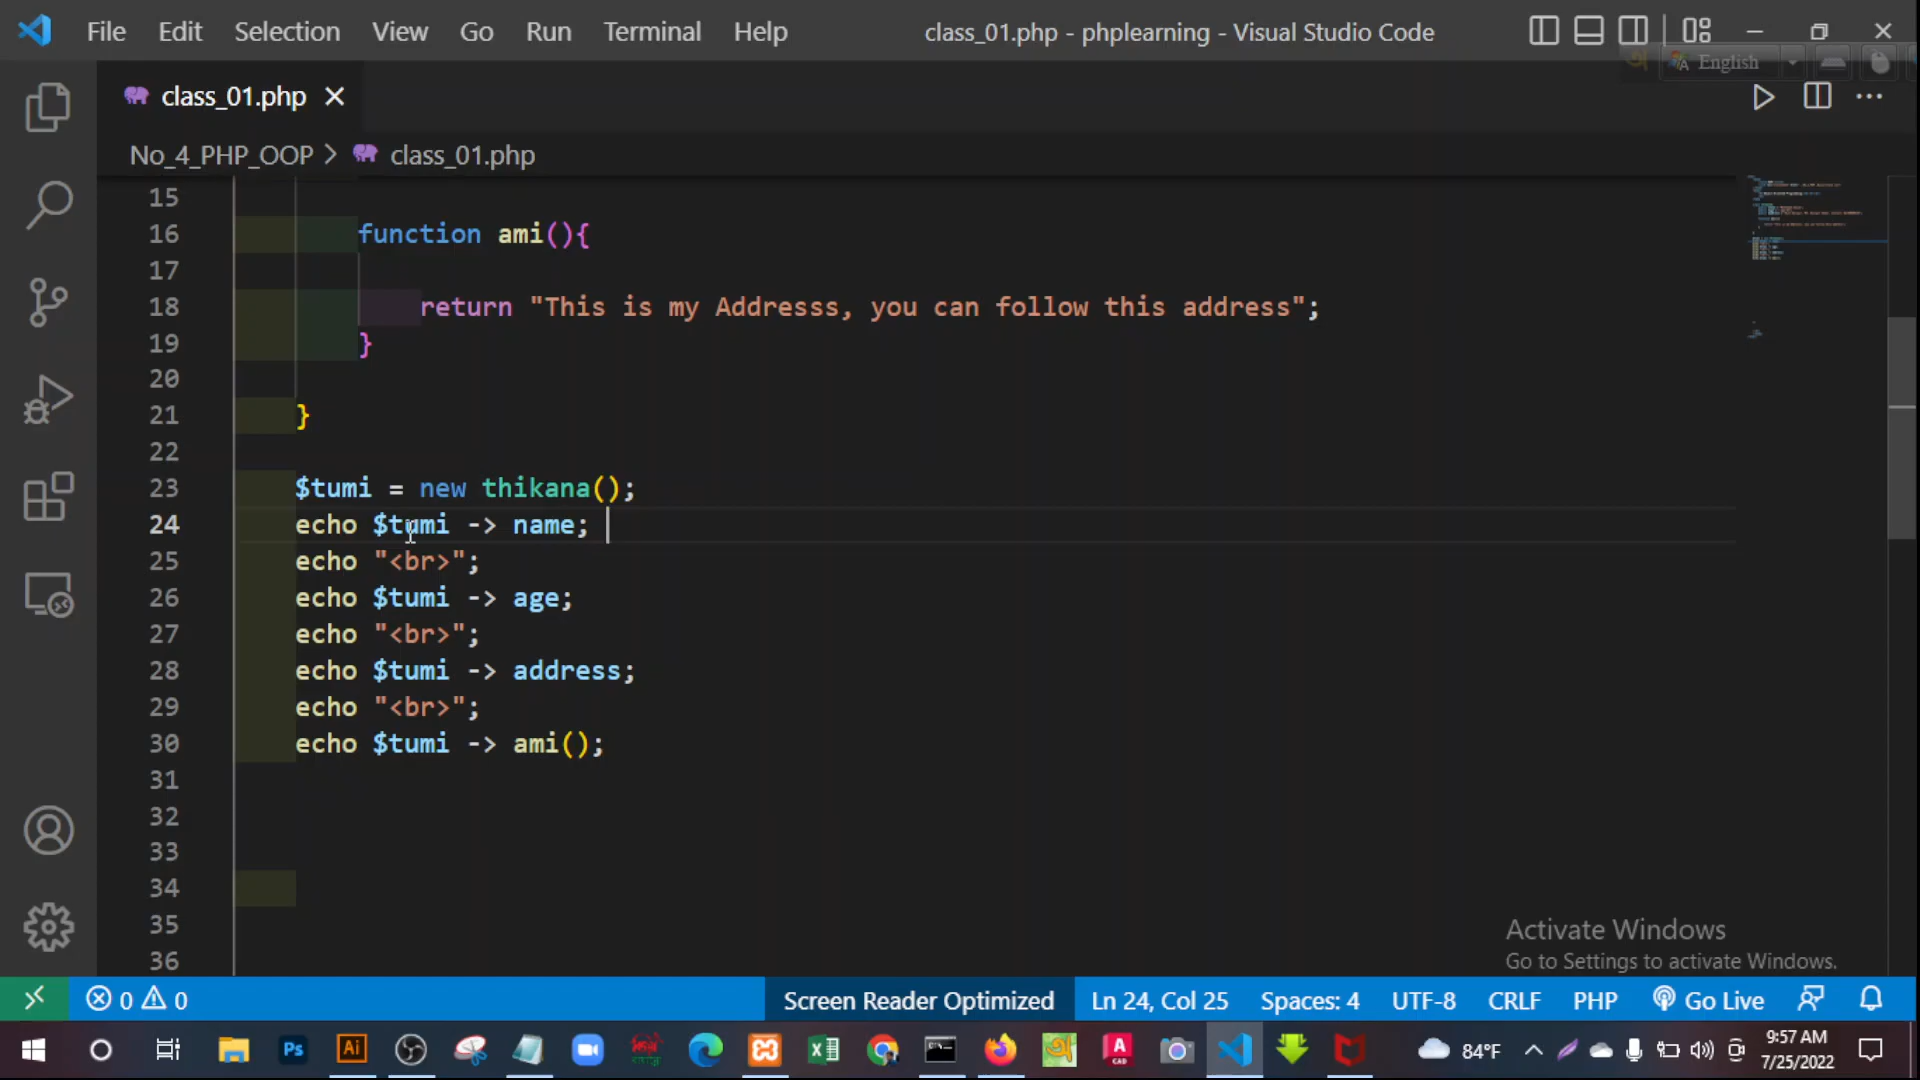 File Edit Selection View Go Run Terminal Help class_01.php - phplearning - Visual Studio Code
English
class_01.php
No_4_PHP_OOP > class_01.php
15
16 function ami(){
17
18 return "This is my Addresss, you can follow this address";
19 }
20
21 }
22
23 $tumi = new thikana();
24 echo $tumi -> name;
25 echo "<br>";
26 echo $tumi -> age;
27 echo "<br>";
28 echo $tumi -> address;
29 echo "<br>";
30 echo $tumi -> ami();
31
32
33
34
35
36
Activate Windows
Go to Settings to activate Windows.
0 0 Screen Reader Optimized Ln 24, Col 25 Spaces: 4 UTF-8 CRLF PHP Go Live
Ps Ai 84°F 9:57 AM
7/25/2022